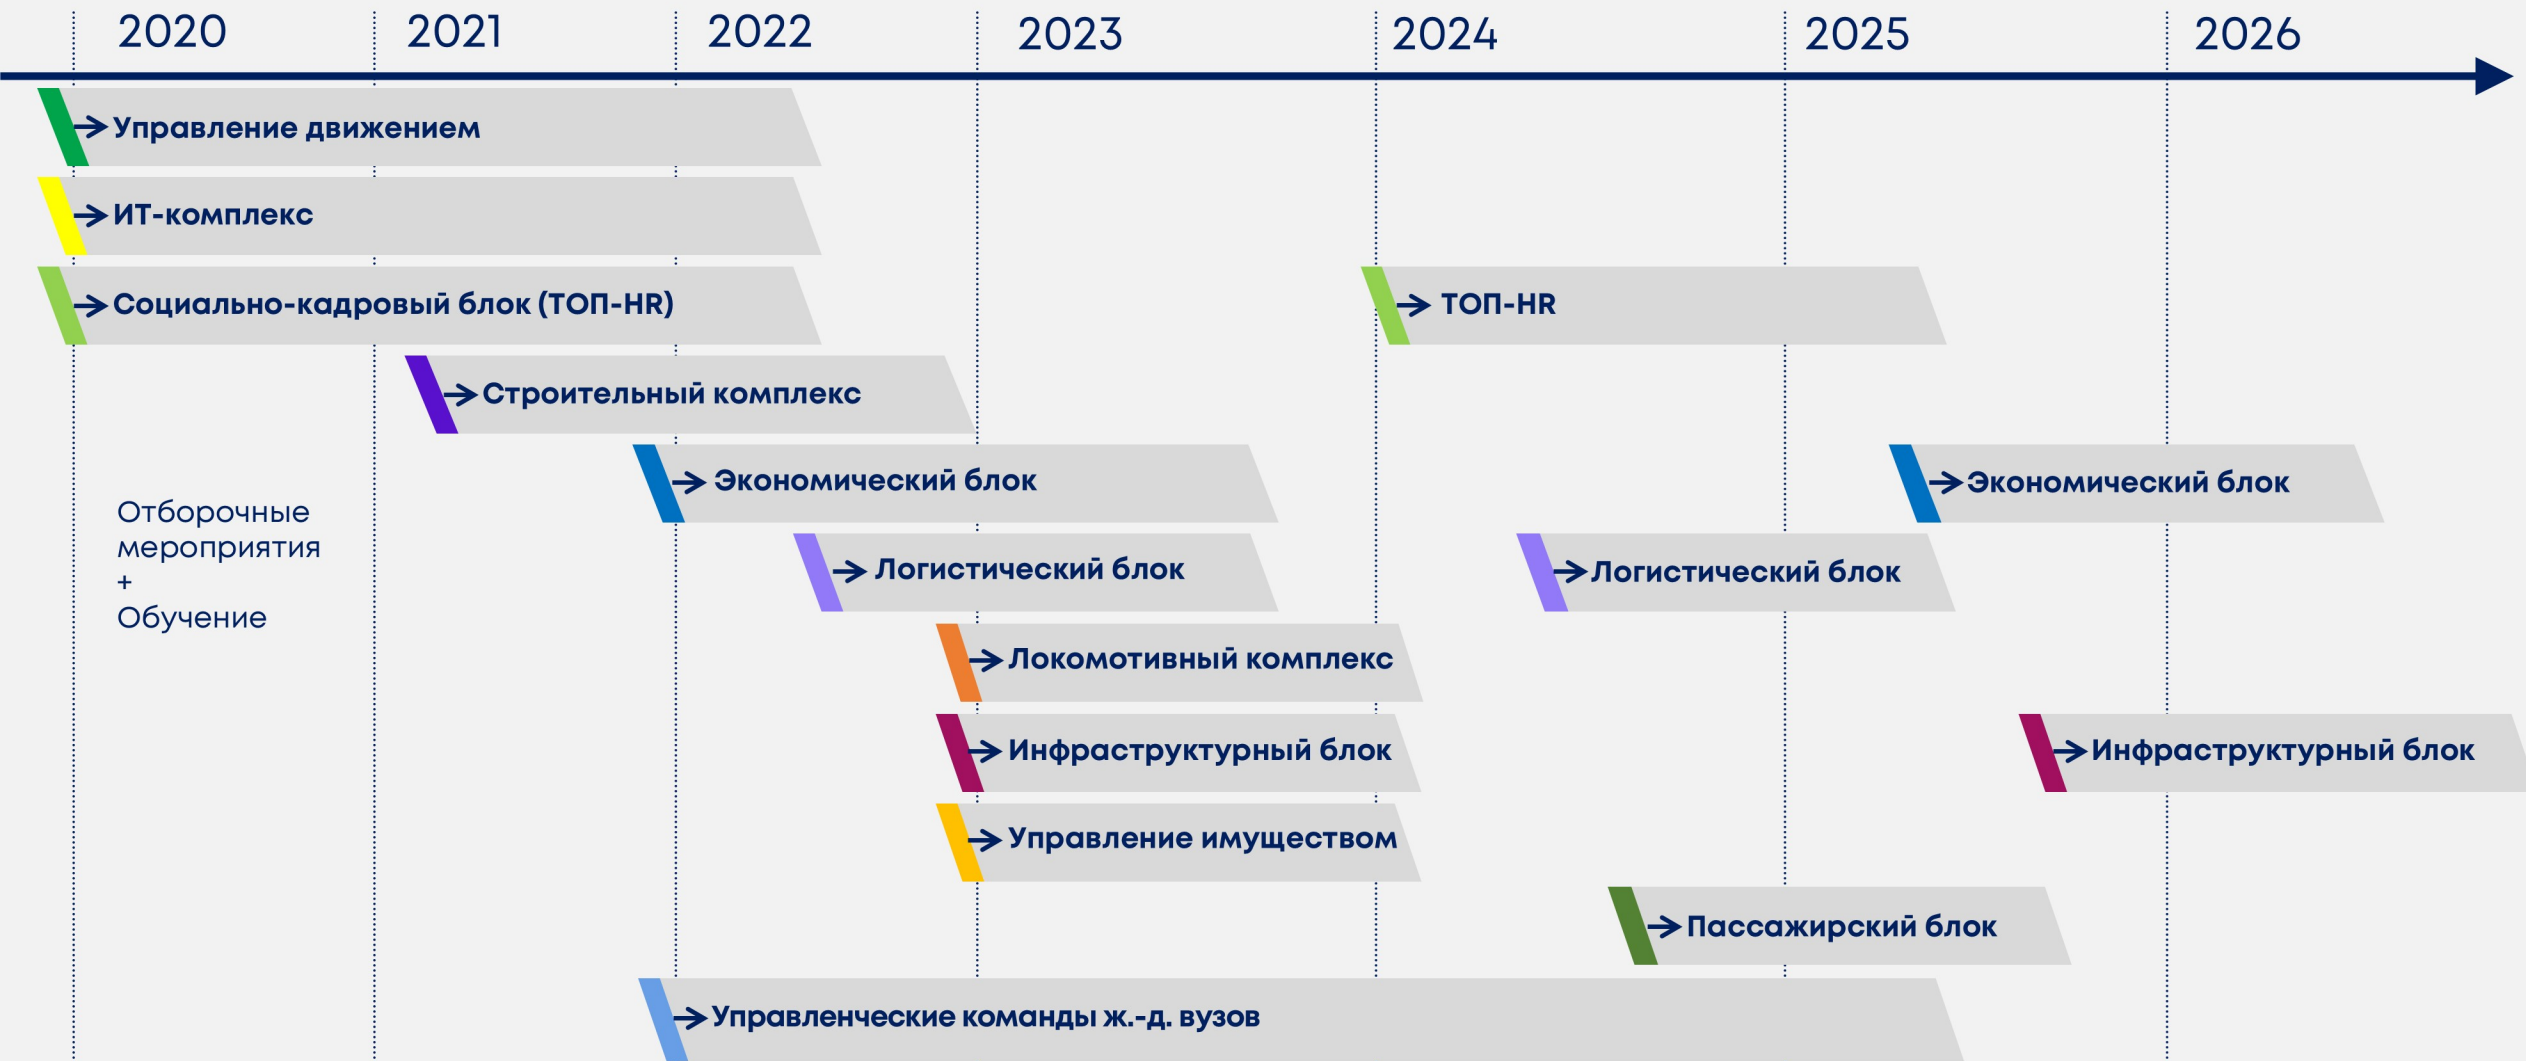 2020 2021 2022 2023 2024 2025 2026
Управление движением
ИТ-комплекс
Социально-кадровый блок (ТОП-HR)
ТОП-HR
Строительный комплекс
Экономический блок
Экономический блок
Отборочные
мероприятия
+
Обучение
Логистический блок
Логистический блок
Локомотивный комплекс
Инфраструктурный блок
Инфраструктурный блок
Управление имуществом
Пассажирский блок
Управленческие команды ж.-д. вузов